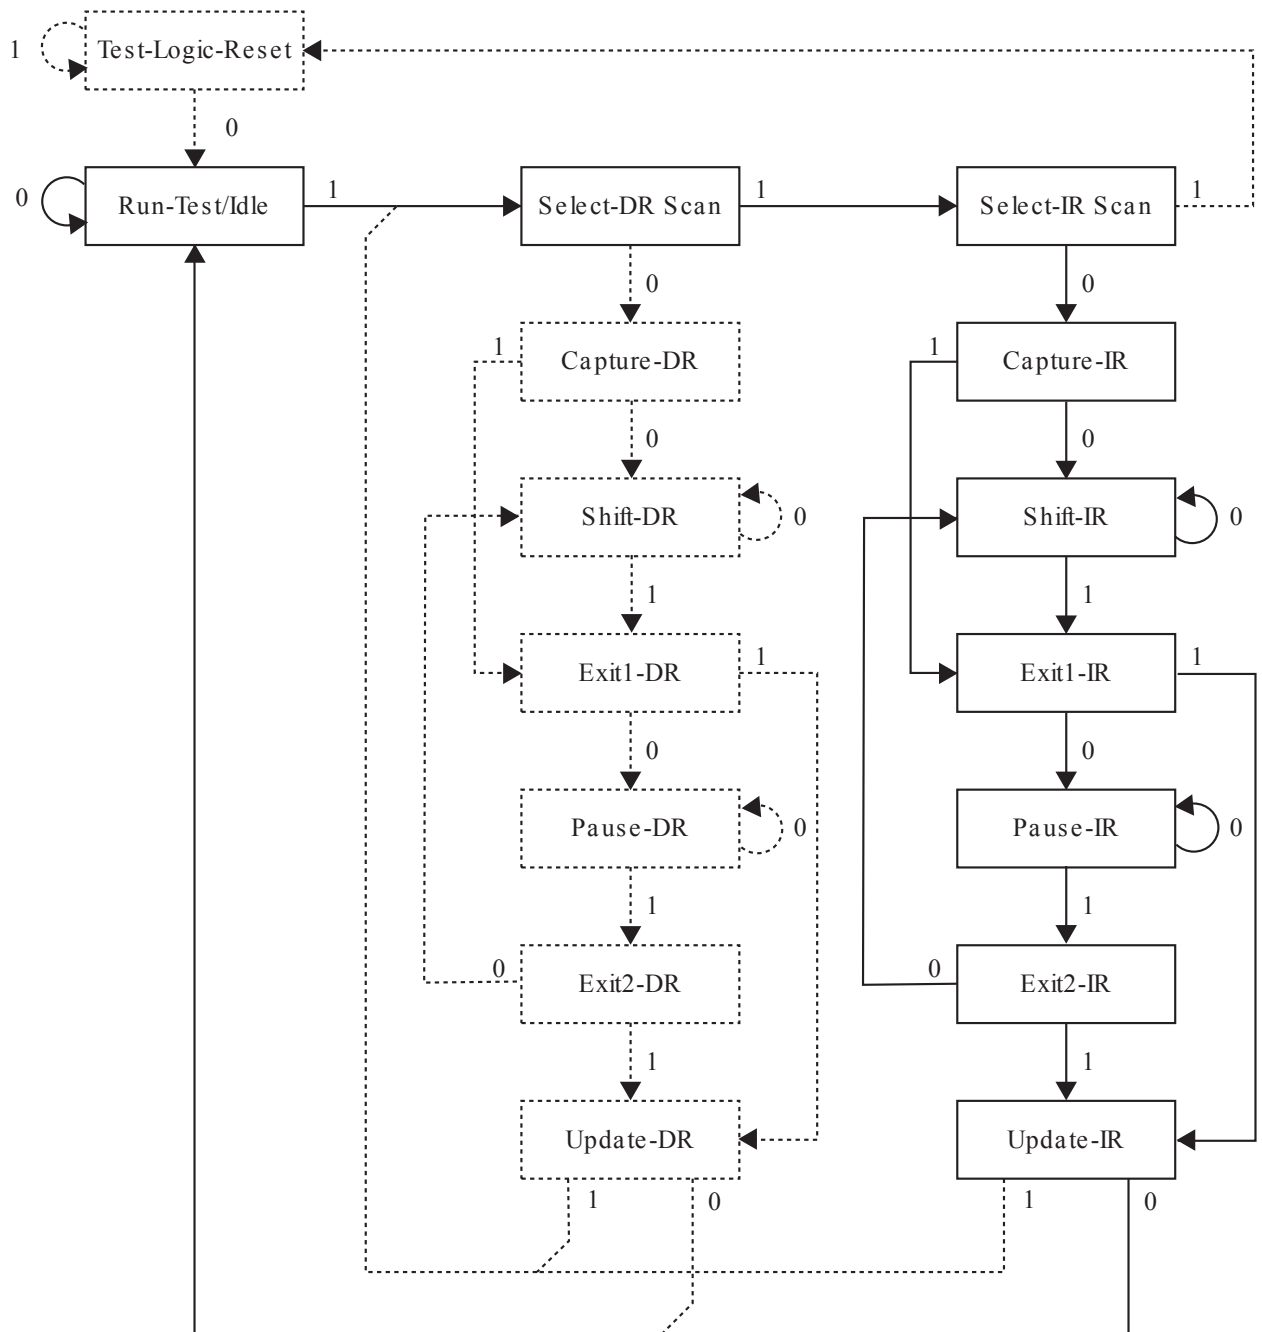 1
Test-Logic-Reset
0
0
Run-Test/Idle
1
Select-DR Scan
1
Select-IR Scan
1
0
0
1
Capture-DR
1
Capture-IR
0
0
Shift-DR
0
Shift-IR
0
1
1
Exit1-DR
1
Exit1-IR
1
0
0
Pause-DR
0
Pause-IR
0
1
1
0
Exit2-DR
0
Exit2-IR
1
1
Update-DR
Update-IR
1
0
1
0